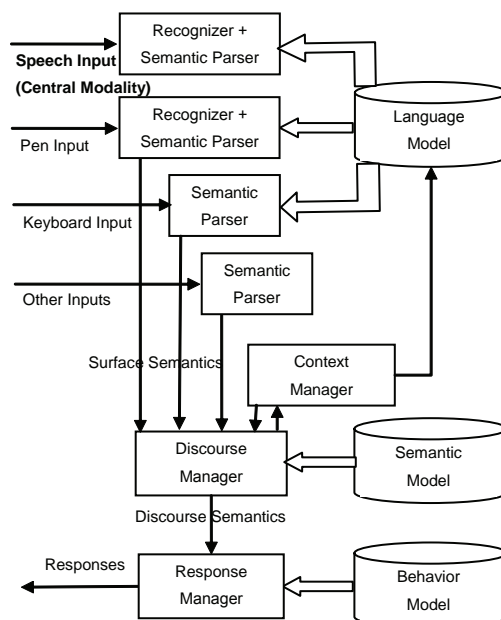 Recognizer +
Semantic Parser
Speech Input
(Central Modality)
Recognizer +
Semantic Parser
Pen Input
Language
Model
Semantic
Parser
Keyboard Input
Semantic
Parser
Other Inputs
Surface Semantics
Context
Manager
Discourse
Manager
Semantic
Model
Discourse Semantics
Responses
Response
Manager
Behavior
Model